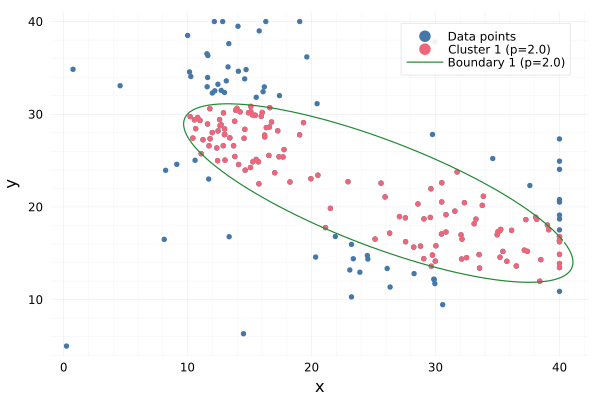 Data points
Cluster 1 (p=2.0)
Boundary 1 (p=2.0)
40
30
20
10
y
0 10 20 30 40
x